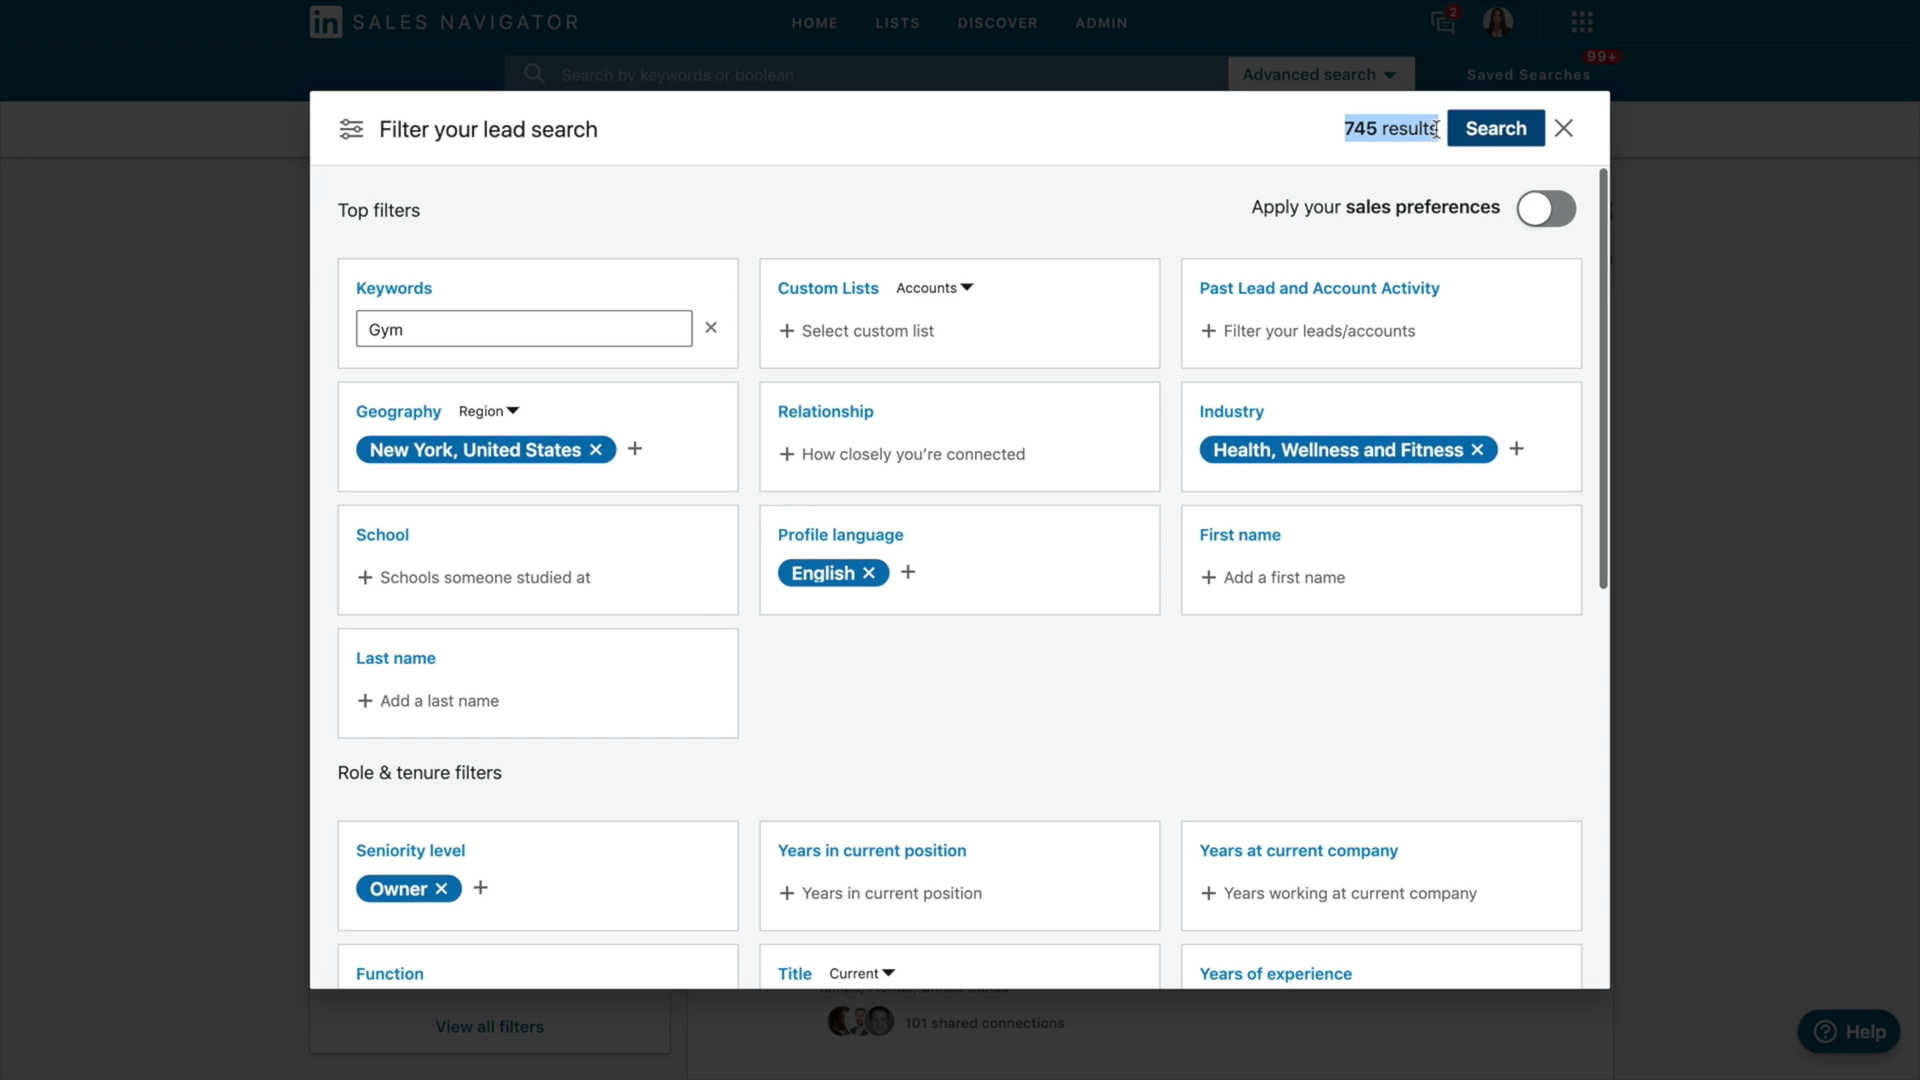 in SALES NAVIGATOR
HOME LISTS DISCOVER ADMIN
2
99+
Search by keywords or boolean
Advanced search
Saved Searches
Filter your lead search
745 results
Search
Top filters
Apply your sales preferences
Keywords
Gym
Custom Lists Accounts
+ Select custom list
Past Lead and Account Activity
+ Filter your leads/accounts
Geography Region
New York, United States × +
Relationship
+ How closely you're connected
Industry
Health, Wellness and Fitness × +
School
+ Schools someone studied at
Profile language
English × +
First name
+ Add a first name
Last name
+ Add a last name
Role & tenure filters
Seniority level
Owner × +
Years in current position
+ Years in current position
Years at current company
+ Years working at current company
Function
Title Current
Years of experience
View all filters
101 shared connections
Help